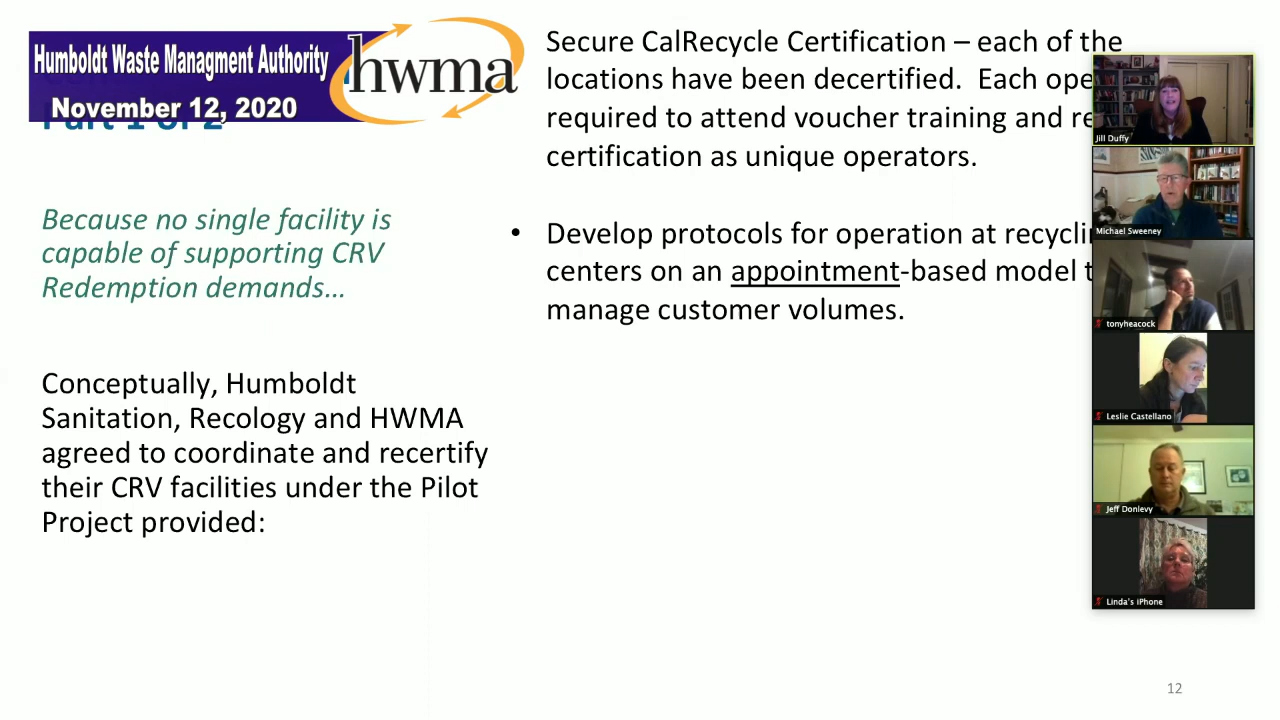 Humboldt Waste Managment Authority
November 12, 2020
hwma
Part 1 of 2
Because no single facility is
capable of supporting CRV
Redemption demands…
Conceptually, Humboldt
Sanitation, Recology and HWMA
agreed to coordinate and recertify
their CRV facilities under the Pilot
Project provided:
Secure CalRecycle Certification – each of the
locations have been decertified. Each
required to attend voucher training and
certification as unique operators.
• Develop protocols for operation at
centers on an appointment-based model
manage customer volumes.
Jill Duffy
Michael Sweeney
tonyheacock
Leslie Castellano
Jeff Donlevy
Linda's iPhone
12